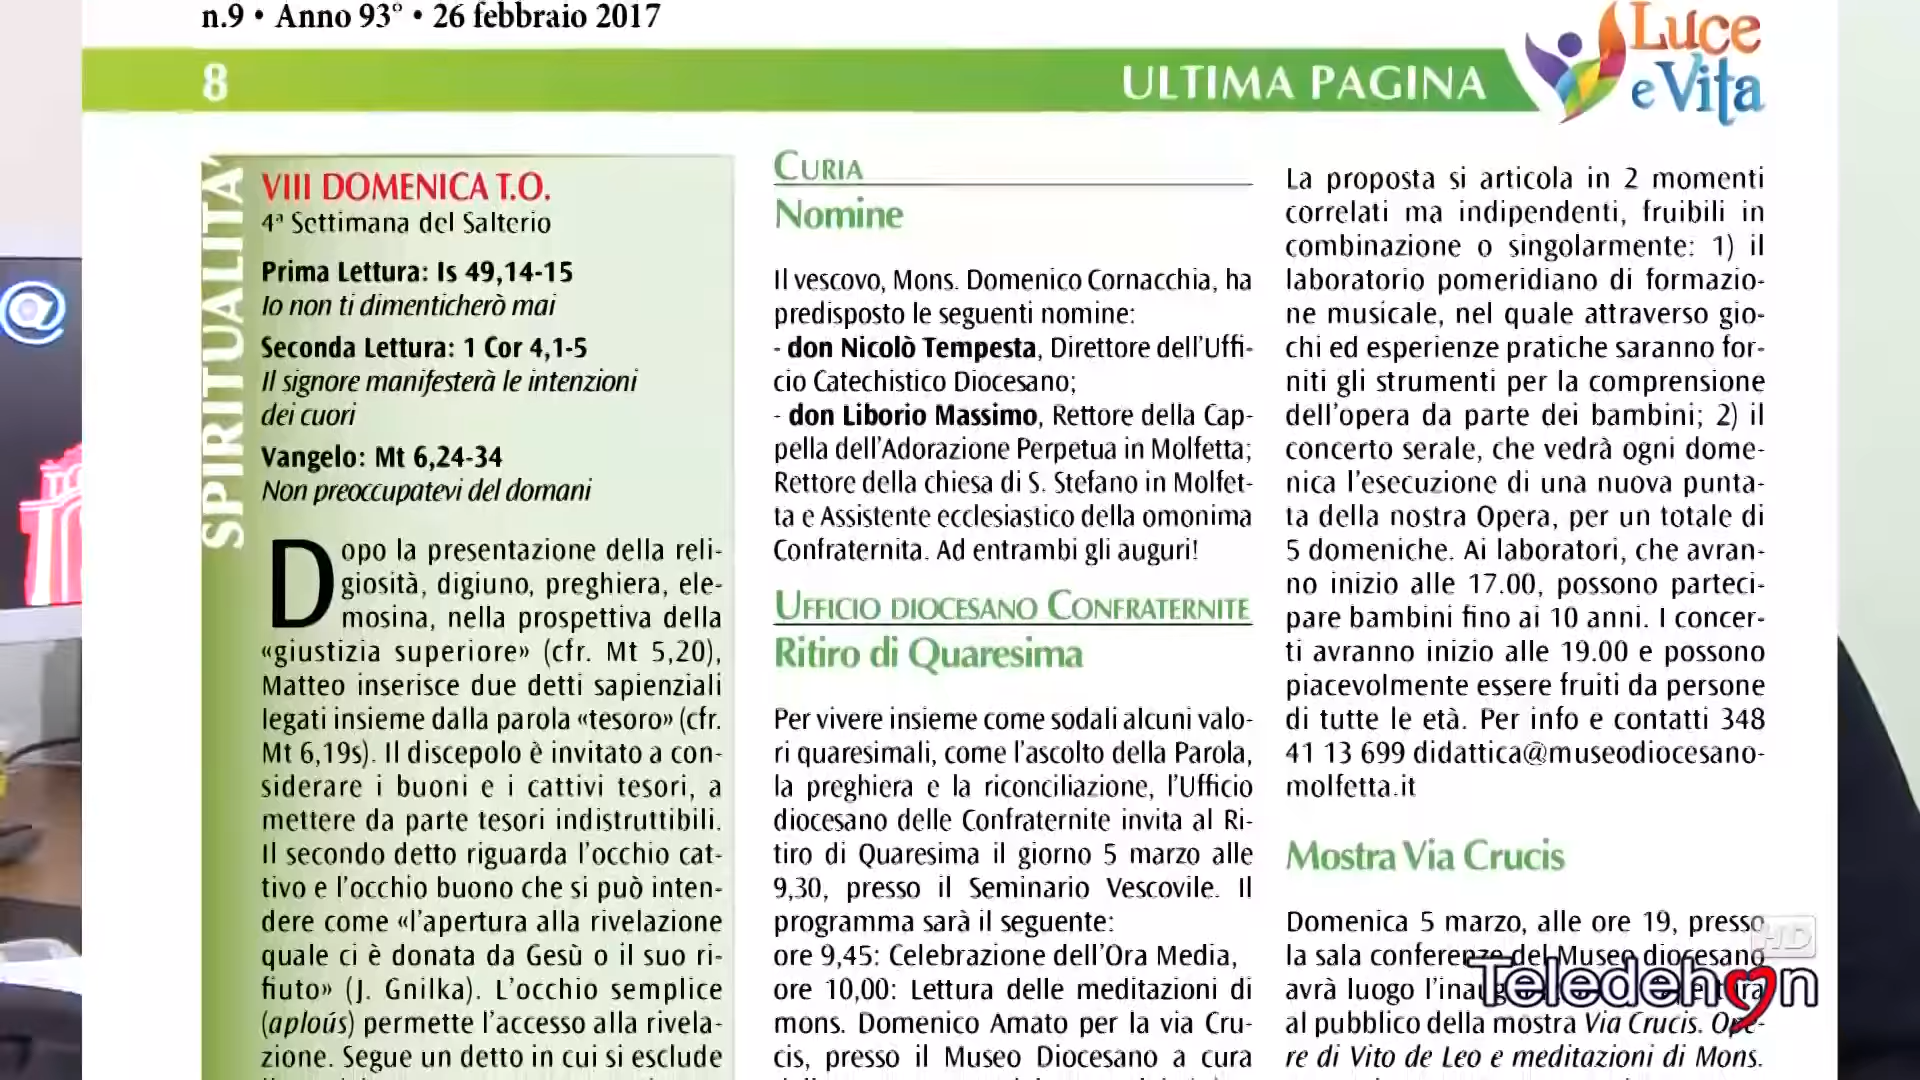 n.9 • Anno 93° • 26 febbraio 2017
8
ULTIMA PAGINA
Luce
e Vita
SPIRITUALITA'
VIII DOMENICA T.O.
4ª Settimana del Salterio
Prima Lettura: Is 49,14-15
Io non ti dimenticherò mai
Seconda Lettura: 1 Cor 4,1-5
Il signore manifesterà le intenzioni
dei cuori
Vangelo: Mt 6,24-34
Non preoccupatevi del domani
Dopo la presentazione della reli-
giosità, digiuno, preghiera, ele-
mosina, nella prospettiva della
«giustizia superiore» (cfr. Mt 5,20),
Matteo inserisce due detti sapienziali
legati insieme dalla parola «tesoro» (cfr.
Mt 6,19s). Il discepolo è invitato a con-
siderare i buoni e i cattivi tesori, a
mettere da parte tesori indistruttibili.
Il secondo detto riguarda l'occhio cat-
tivo e l'occhio buono che si può inten-
dere come «l'apertura alla rivelazione
quale ci è donata da Gesù o il suo ri-
fiuto» (J. Gnilka). L'occhio semplice
(aploús) permette l'accesso alla rivela-
zione. Segue un detto in cui si esclude
CURIA
Nomine
Il vescovo, Mons. Domenico Cornacchia, ha
predisposto le seguenti nomine:
- don Nicolò Tempesta, Direttore dell'Uffi-
cio Catechistico Diocesano;
- don Liborio Massimo, Rettore della Cap-
pella dell'Adorazione Perpetua in Molfetta;
Rettore della chiesa di S. Stefano in Molfet-
ta e Assistente ecclesiastico della omonima
Confraternita. Ad entrambi gli auguri!
UFFICIO DIOCESANO CONFRATERNITE
Ritiro di Quaresima
Per vivere insieme come sodali alcuni valo-
ri quaresimali, come l'ascolto della Parola,
la preghiera e la riconciliazione, l'Ufficio
diocesano delle Confraternite invita al Ri-
tiro di Quaresima il giorno 5 marzo alle
9,30, presso il Seminario Vescovile. Il
programma sarà il seguente:
ore 9,45: Celebrazione dell'Ora Media,
ore 10,00: Lettura delle meditazioni di
mons. Domenico Amato per la via Cru-
cis, presso il Museo Diocesano a cura
La proposta si articola in 2 momenti
correlati ma indipendenti, fruibili in
combinazione o singolarmente: 1) il
laboratorio pomeridiano di formazio-
ne musicale, nel quale attraverso gio-
chi ed esperienze pratiche saranno for-
niti gli strumenti per la comprensione
dell'opera da parte dei bambini; 2) il
concerto serale, che vedrà ogni dome-
nica l'esecuzione di una nuova punta-
ta della nostra Opera, per un totale di
5 domeniche. Ai laboratori, che avran-
no inizio alle 17.00, possono parteci-
pare bambini fino ai 10 anni. I concer-
ti avranno inizio alle 19.00 e possono
piacevolmente essere fruiti da persone
di tutte le età. Per info e contatti 348
41 13 699 didattica@museodiocesano-
molfetta.it
Mostra Via Crucis
Domenica 5 marzo, alle ore 19, presso
la sala conferenze del Museo diocesano
avrà luogo
al pubblico della mostra Via Crucis. Ope-
re di Vito de Leo e meditazioni di Mons.
HD
Teledehon